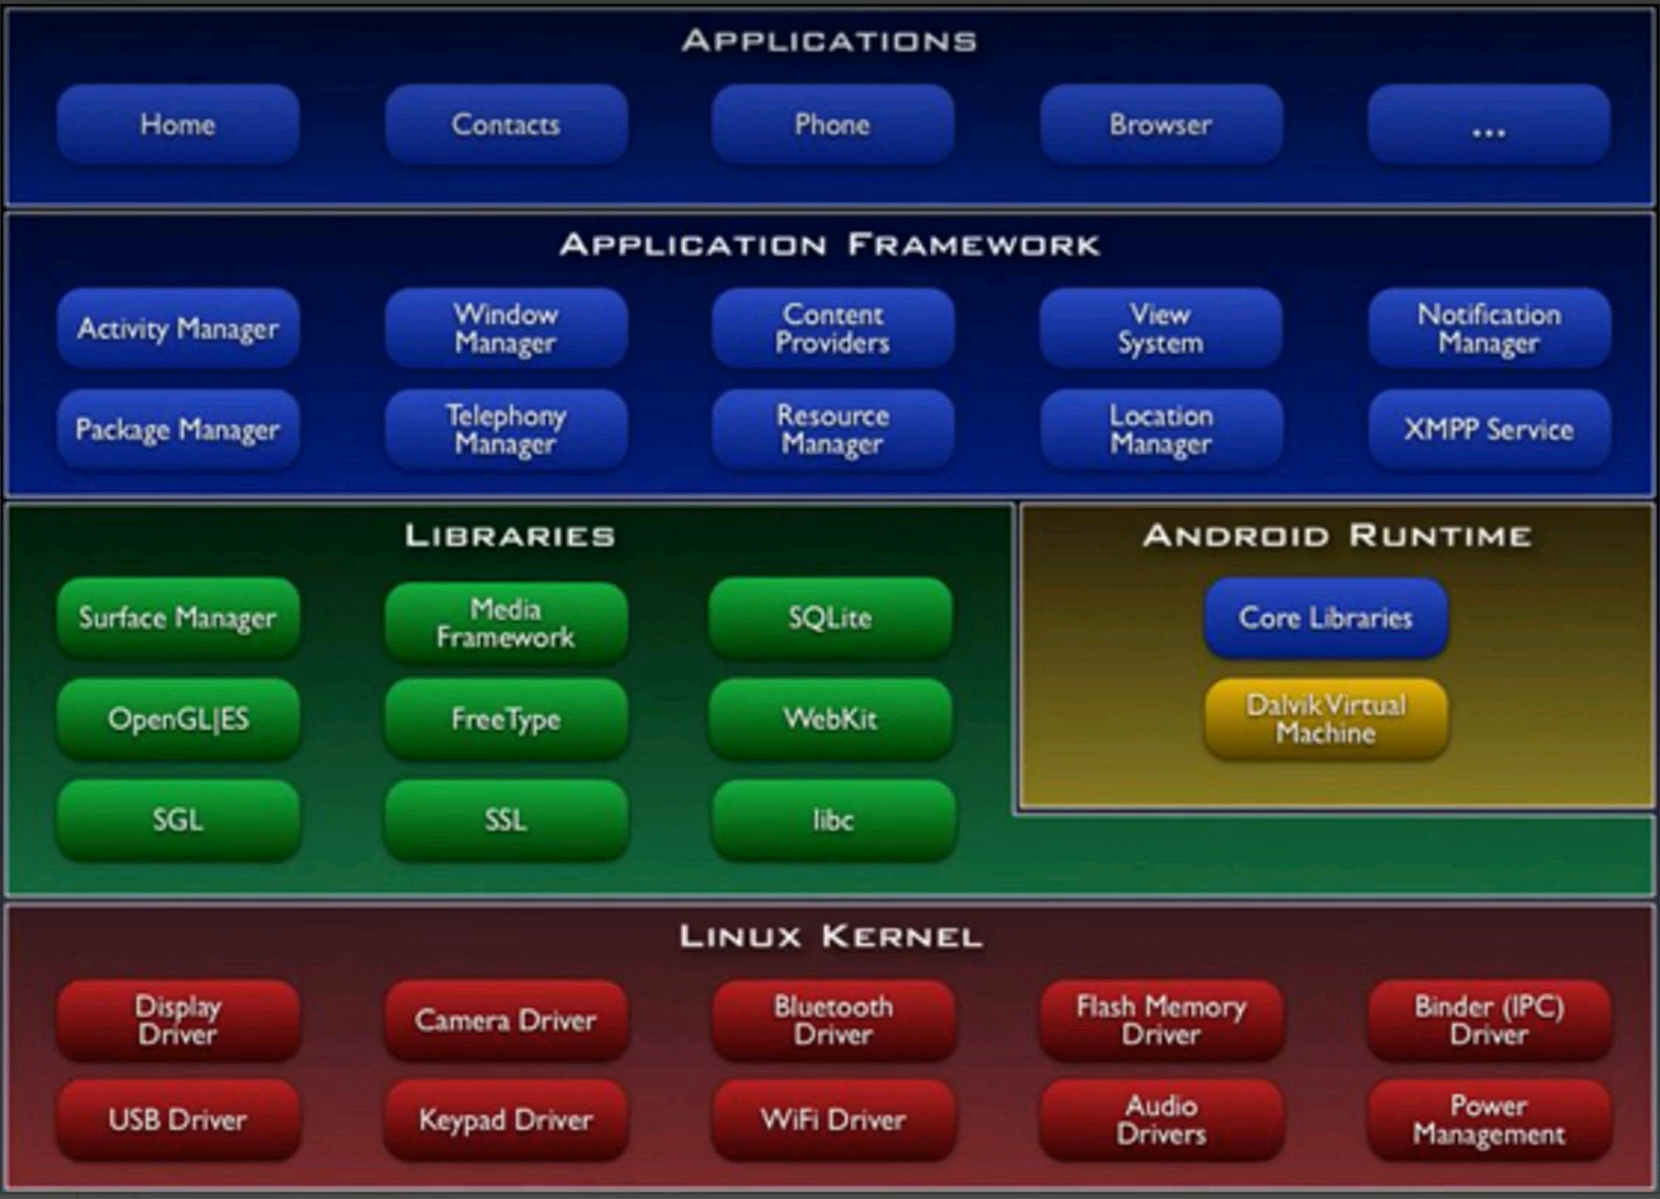 APPLICATIONS
Home
Contacts
Phone
Browser
...
APPLICATION FRAMEWORK
Activity Manager
Window
Manager
Content
Providers
View
System
Notification
Manager
Package Manager
Telephony
Manager
Resource
Manager
Location
Manager
XMPP Service
LIBRARIES
Surface Manager
Media
Framework
SQLite
OpenGL|ES
FreeType
WebKit
SGL
SSL
libc
ANDROID RUNTIME
Core Libraries
Dalvik Virtual
Machine
LINUX KERNEL
Display
Driver
Camera Driver
Bluetooth
Driver
Flash Memory
Driver
Binder (IPC)
Driver
USB Driver
Keypad Driver
WiFi Driver
Audio
Drivers
Power
Management